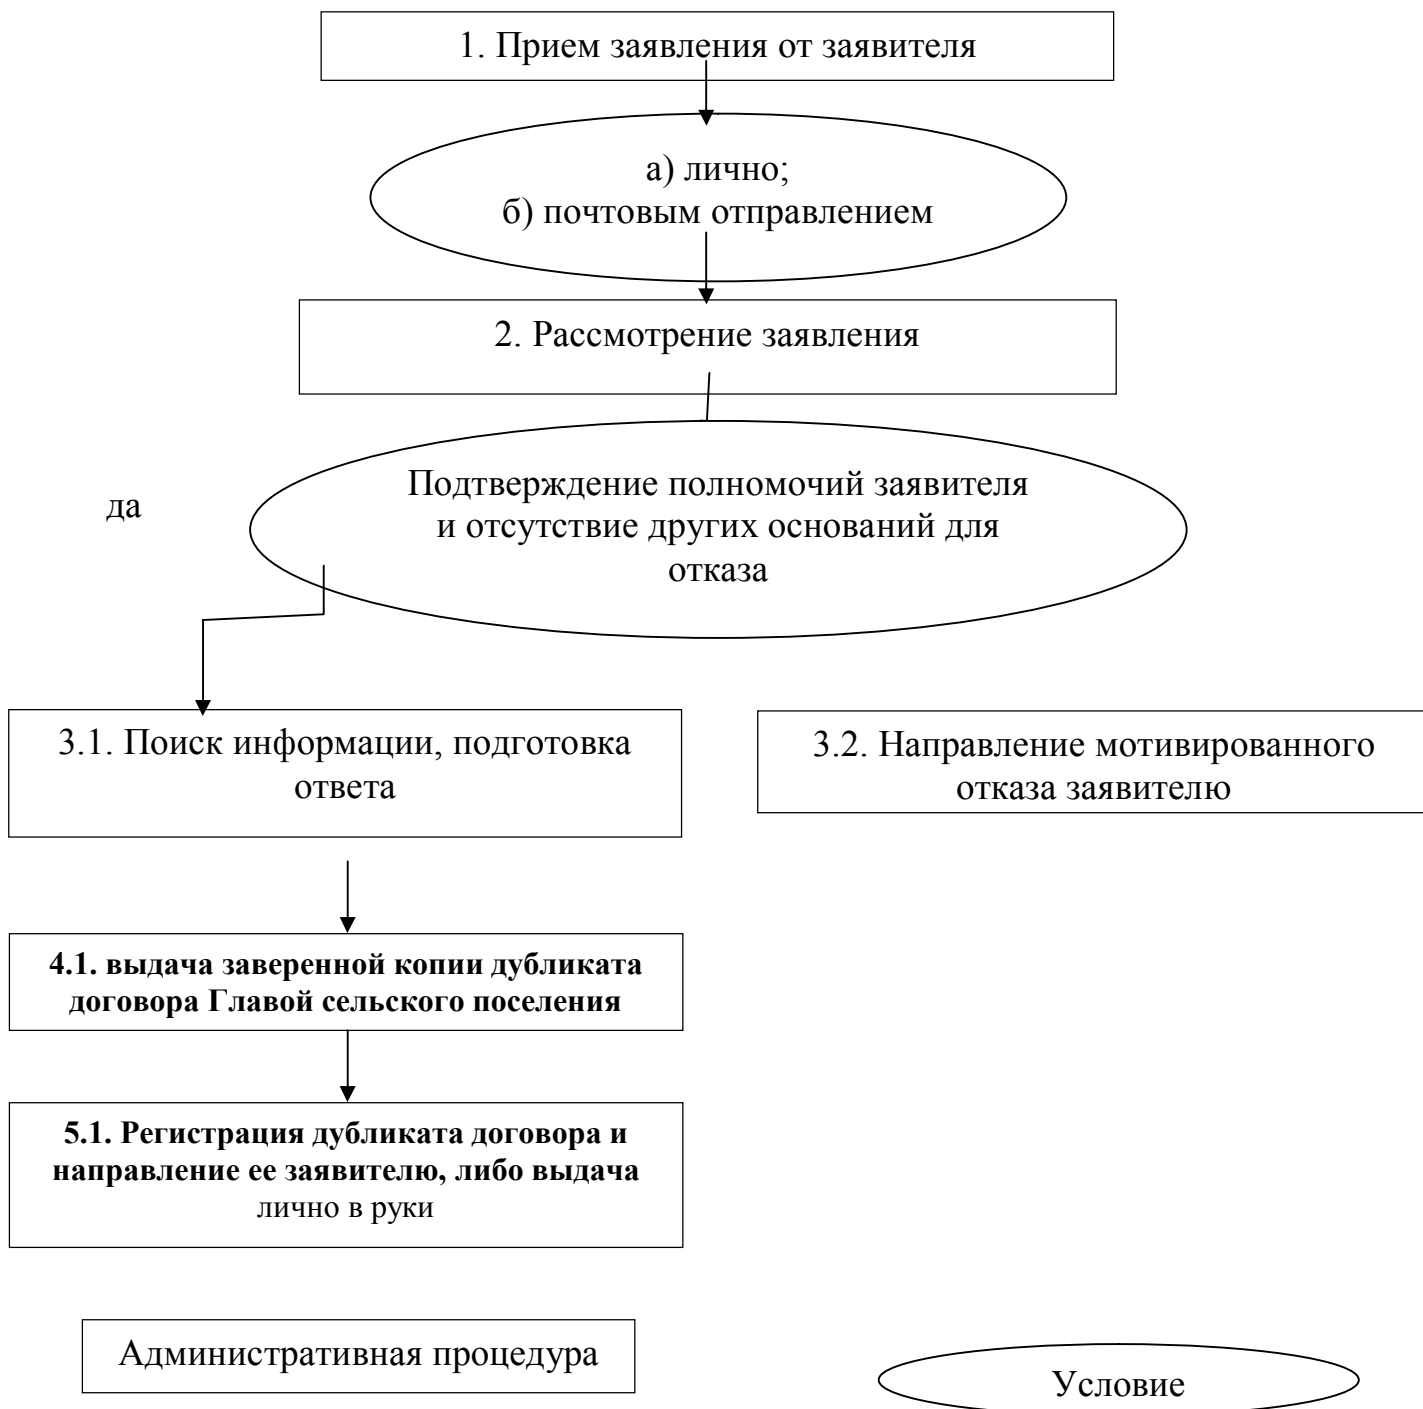 1. Прием заявления от заявителя
а) лично;
б) почтовым отправлением
2. Рассмотрение заявления
да
Подтверждение полномочий заявителя
и отсутствие других оснований для
отказа
3.1. Поиск информации, подготовка
ответа
3.2. Направление мотивированного
отказа заявителю
4.1. выдача заверенной копии дубликата
договора Главой сельского поселения
5.1. Регистрация дубликата договора и
направление ее заявителю, либо выдача
лично в руки
Административная процедура
Условие